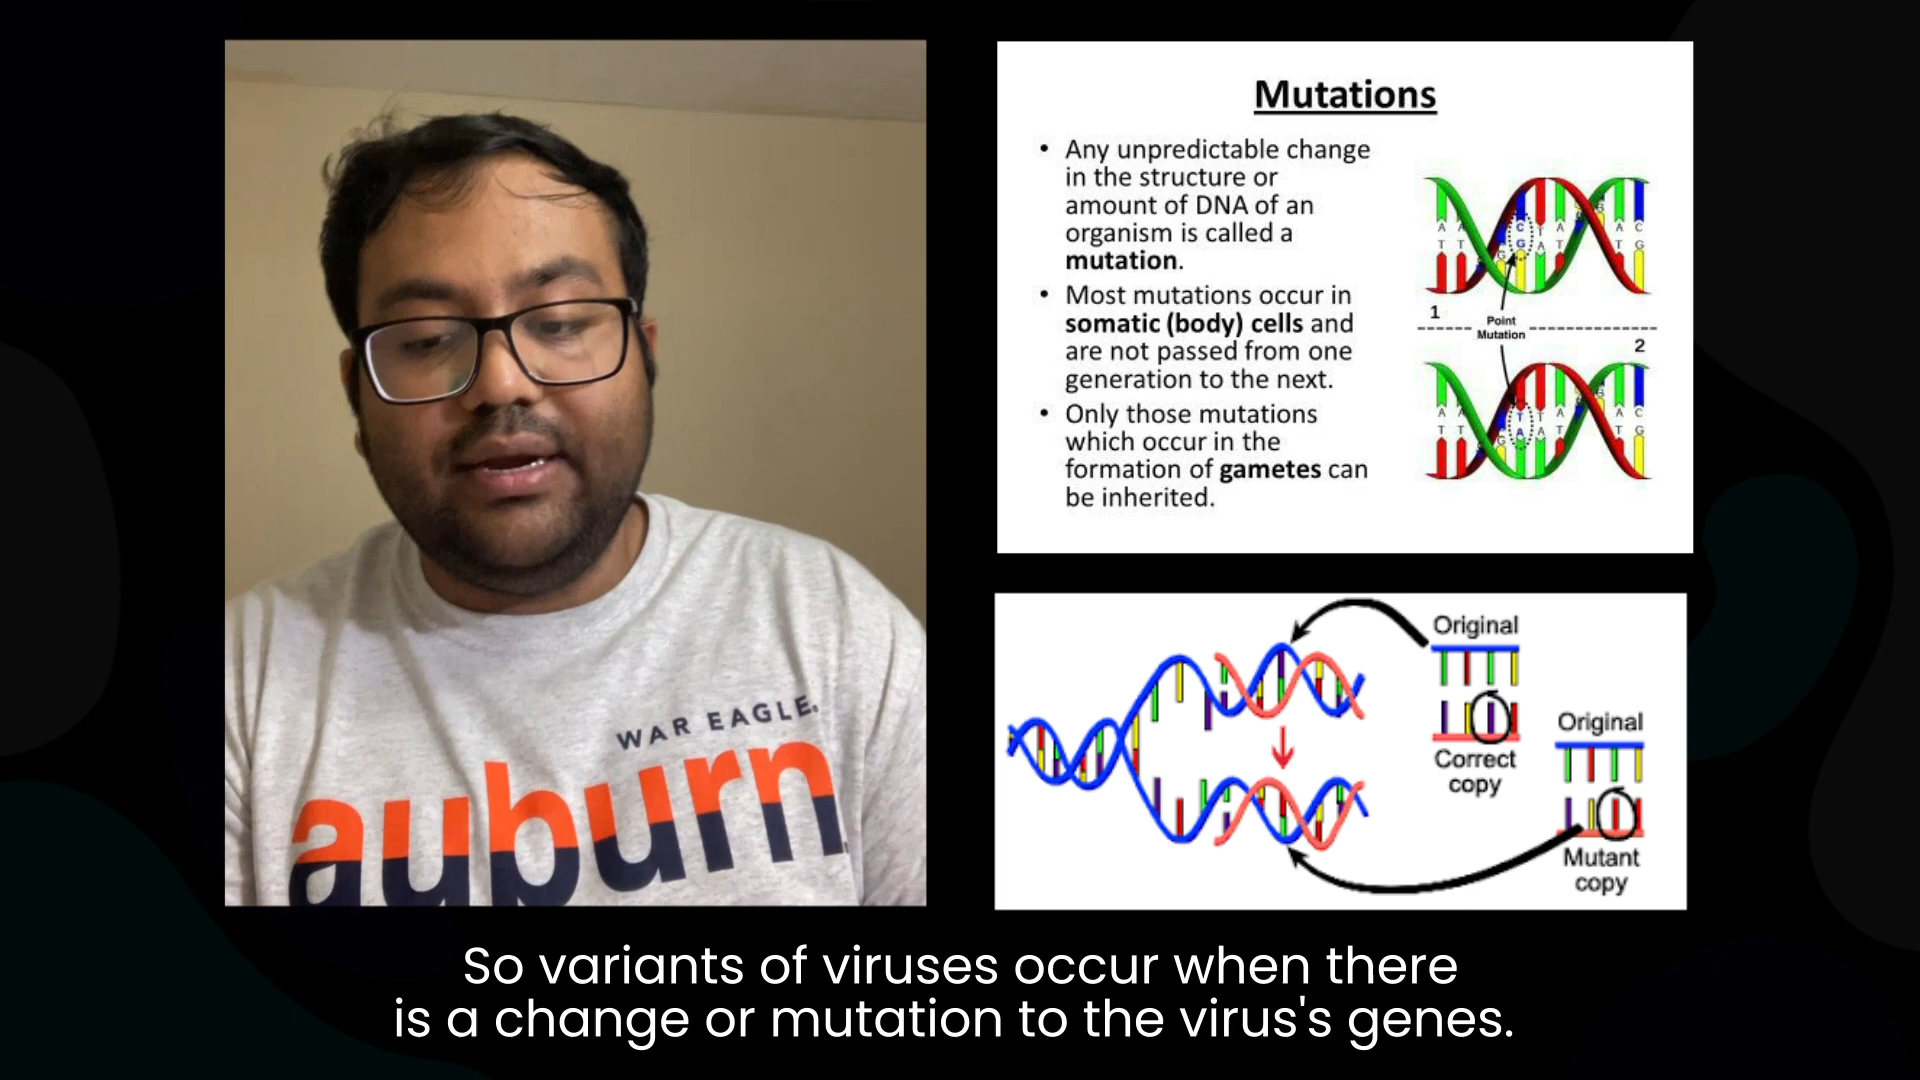 WAR EAGLE.
auburn.
Mutations
• Any unpredictable change
in the structure or
amount of DNA of an
organism is called a
mutation.
• Most mutations occur in
somatic (body) cells and
are not passed from one
generation to the next.
• Only those mutations
which occur in the
formation of gametes can
be inherited.
1
Point
Mutation
2
Original
Correct
copy
Original
Mutant
copy
So variants of viruses occur when there
is a change or mutation to the virus's genes.